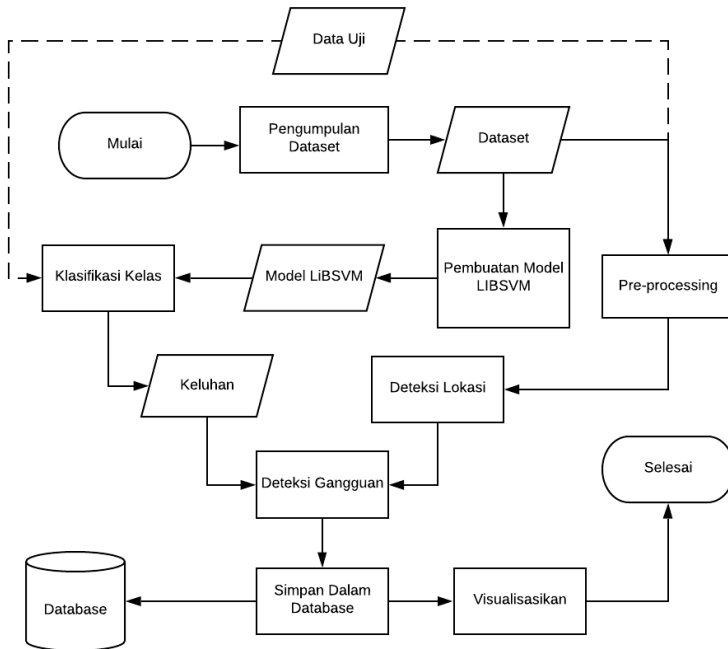 Data Uji
Mulai
Pengumpulan
Dataset
Dataset
Klasifikasi Kelas
Model LiBSVM
Pembuatan Model
LIBSVM
Pre-processing
Keluhan
Deteksi Lokasi
Deteksi Gangguan
Selesai
Database
Simpan Dalam
Database
Visualisasikan